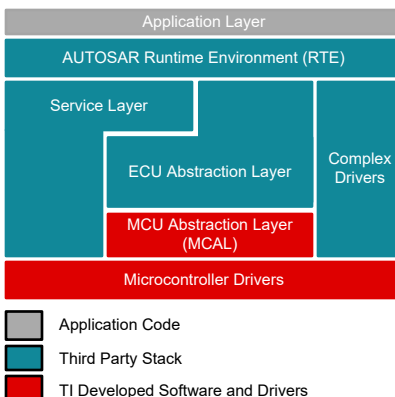 Application Layer
AUTOSAR Runtime Environment (RTE)
Service Layer
ECU Abstraction Layer
Complex
Drivers
MCU Abstraction Layer
(MCAL)
Microcontroller Drivers
Application Code
Third Party Stack
TI Developed Software and Drivers